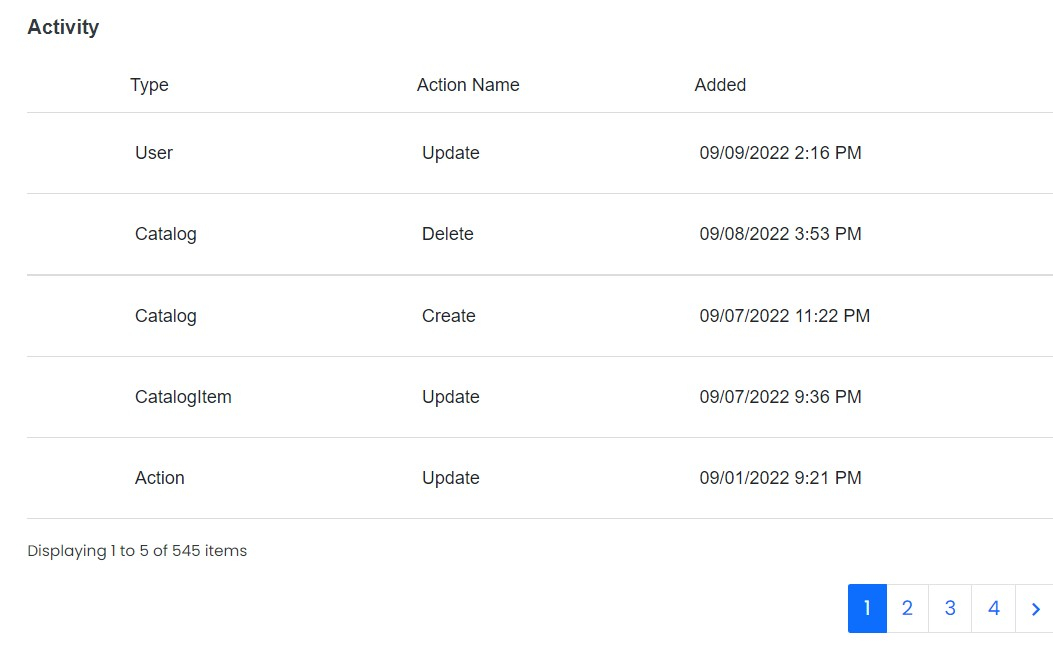 Activity
Type Action Name Added
User Update 09/09/2022 2:16 PM
Catalog Delete 09/08/2022 3:53 PM
Catalog Create 09/07/2022 11:22 PM
CatalogItem Update 09/07/2022 9:36 PM
Action Update 09/01/2022 9:21 PM
Displaying 1 to 5 of 545 items
1 2 3 4